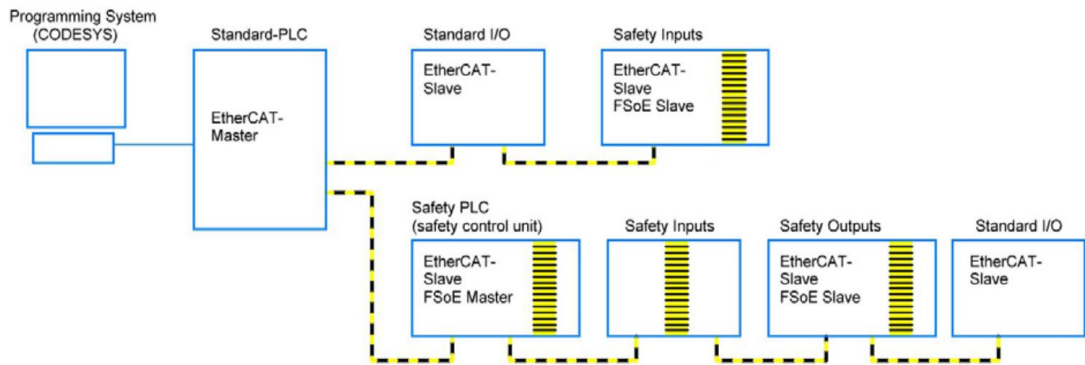 Programming System
(CODESYS)
Standard-PLC
EtherCAT-
Master
Standard I/O
EtherCAT-
Slave
Safety Inputs
EtherCAT-
Slave
FSoE Slave
Safety PLC
(safety control unit)
EtherCAT-
Slave
FSoE Master
Safety Inputs
Safety Outputs
EtherCAT-
Slave
FSoE Slave
Standard I/O
EtherCAT-
Slave